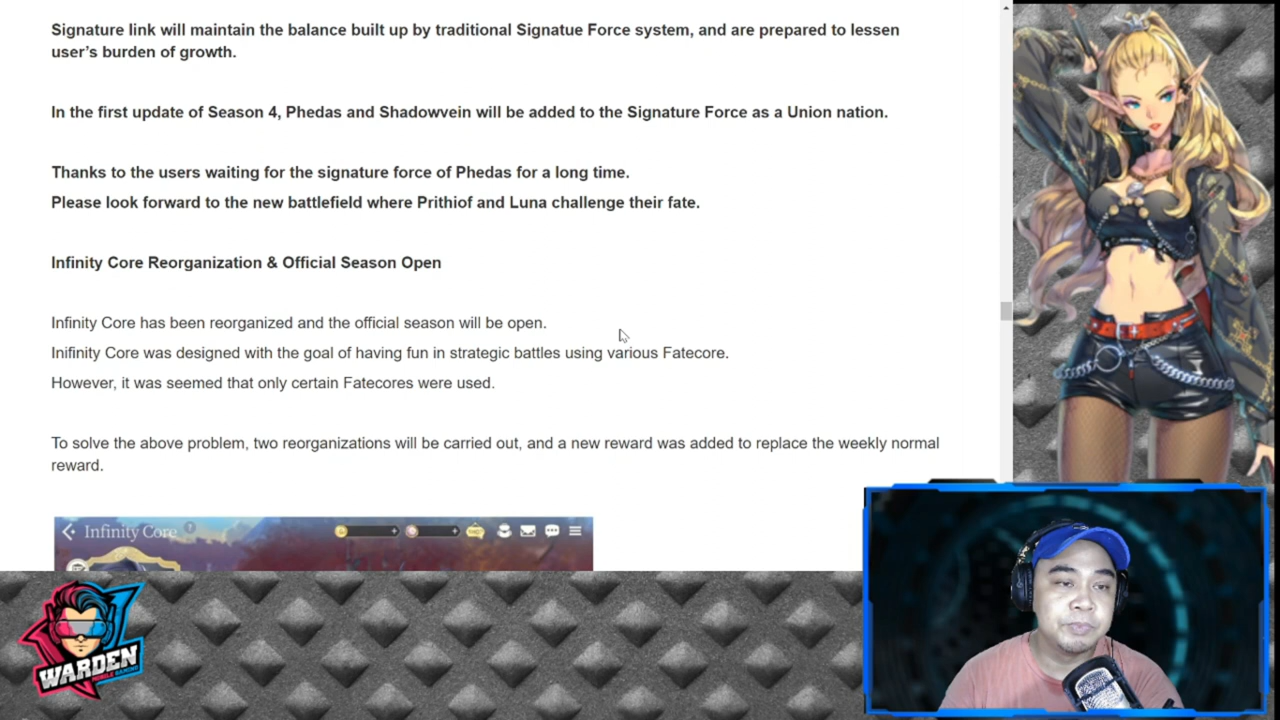 Signature link will maintain the balance built up by traditional Signatue Force system, and are prepared to lessen
user's burden of growth.
In the first update of Season 4, Phedas and Shadowvein will be added to the Signature Force as a Union nation.
Thanks to the users waiting for the signature force of Phedas for a long time.
Please look forward to the new battlefield where Prithiof and Luna challenge their fate.
Infinity Core Reorganization & Official Season Open
Infinity Core has been reorganized and the official season will be open.
Inifinity Core was designed with the goal of having fun in strategic battles using various Fatecore.
However, it was seemed that only certain Fatecores were used.
To solve the above problem, two reorganizations will be carried out, and a new reward was added to replace the weekly normal
reward.
Infinity Core
WARDEN
MOBILE GAMING